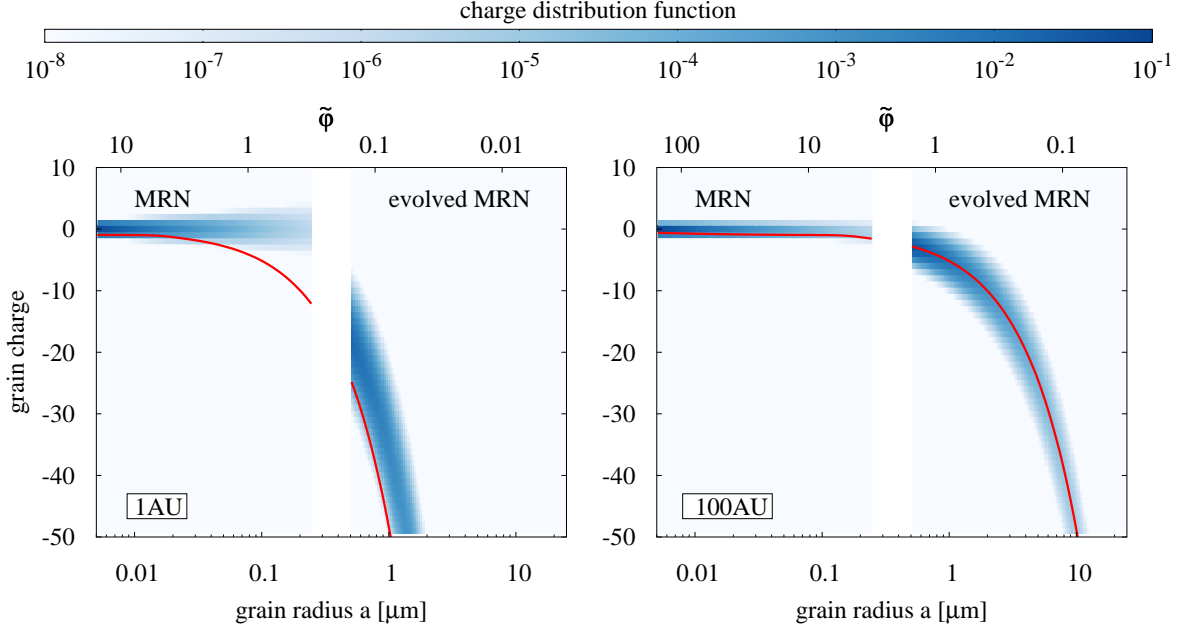 charge distribution function
10-8 10-7 10-6 10-5 10-4 10-3 10-2 10-1
φ̃ φ̃
10 1 0.1 0.01 100 10 1 0.1
10 10
MRN evolved MRN MRN evolved MRN
0 0
-10 -10
grain charge
-20 -20
-30 -30
-40 -40
1AU 100AU
-50 -50
0.01 0.1 1 10 0.01 0.1 1 10
grain radius a [μm] grain radius a [μm]